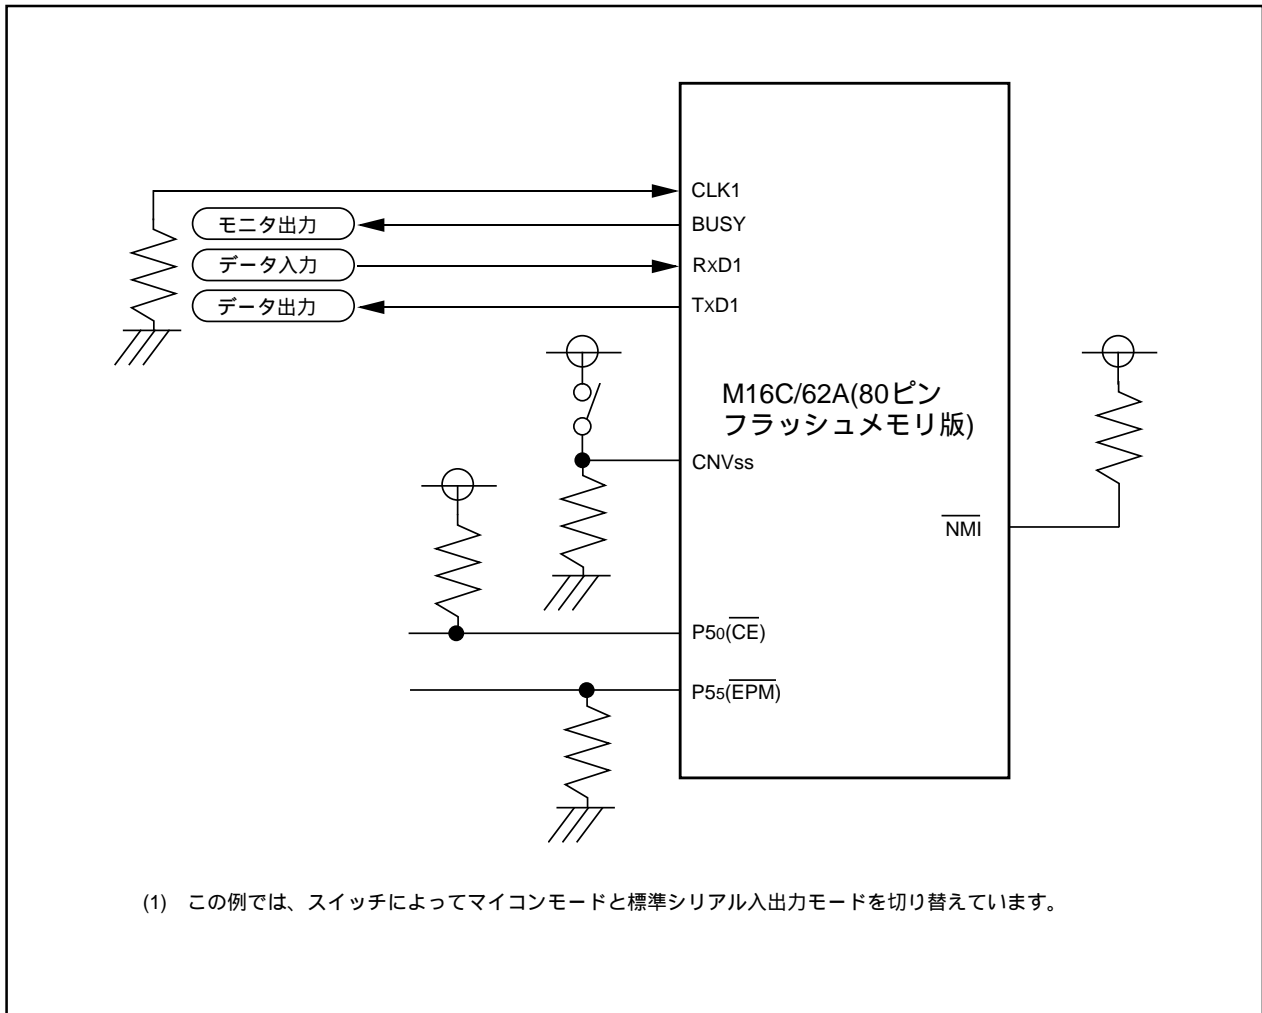 CLK1
モニタ出力
BUSY
データ入力
RxD1
データ出力
TxD1
M16C/62A(80ピン
フラッシュメモリ版)
CNVss
NMI
P50(CE)
P55(EPM)
(1) この例では、スイッチによってマイコンモードと標準シリアル入出力モードを切り替えています。